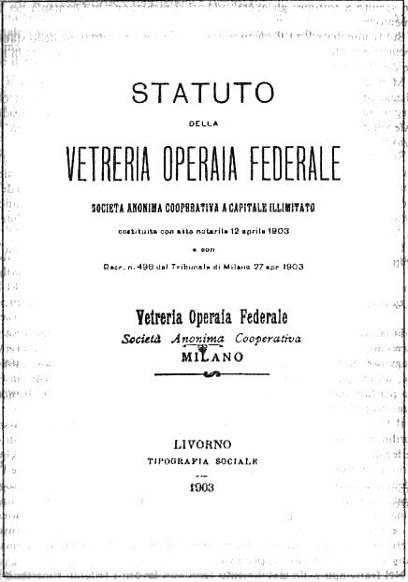 STATUTO
DELLA
VETRERIA OPERAIA FEDERALE
SOCIETA ANONIMA COOPERATIVA A CAPITALE ILLIMITATO
costituita con atto notarile 12 aprile 1903
e con
Decr. n. 498 del Tribunale di Milano 27 apr 1903
Vetreria Operaia Federale
Società Anonima Cooperativa
MILANO
LIVORNO
TIPOGRAFIA SOCIALE
1903